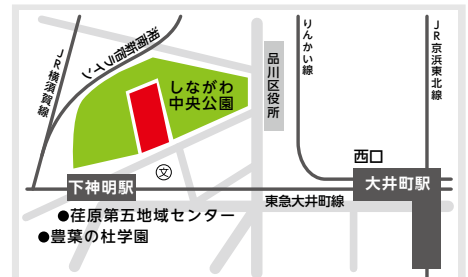 JR横須賀線
湘南新宿ライン
しながわ
中央公園
品川区役所
りんかい線
JR京浜東北線
西口
大井町駅
文
下神明駅
東急大井町線
●荏原第五地域センター
●豊葉の杜学園